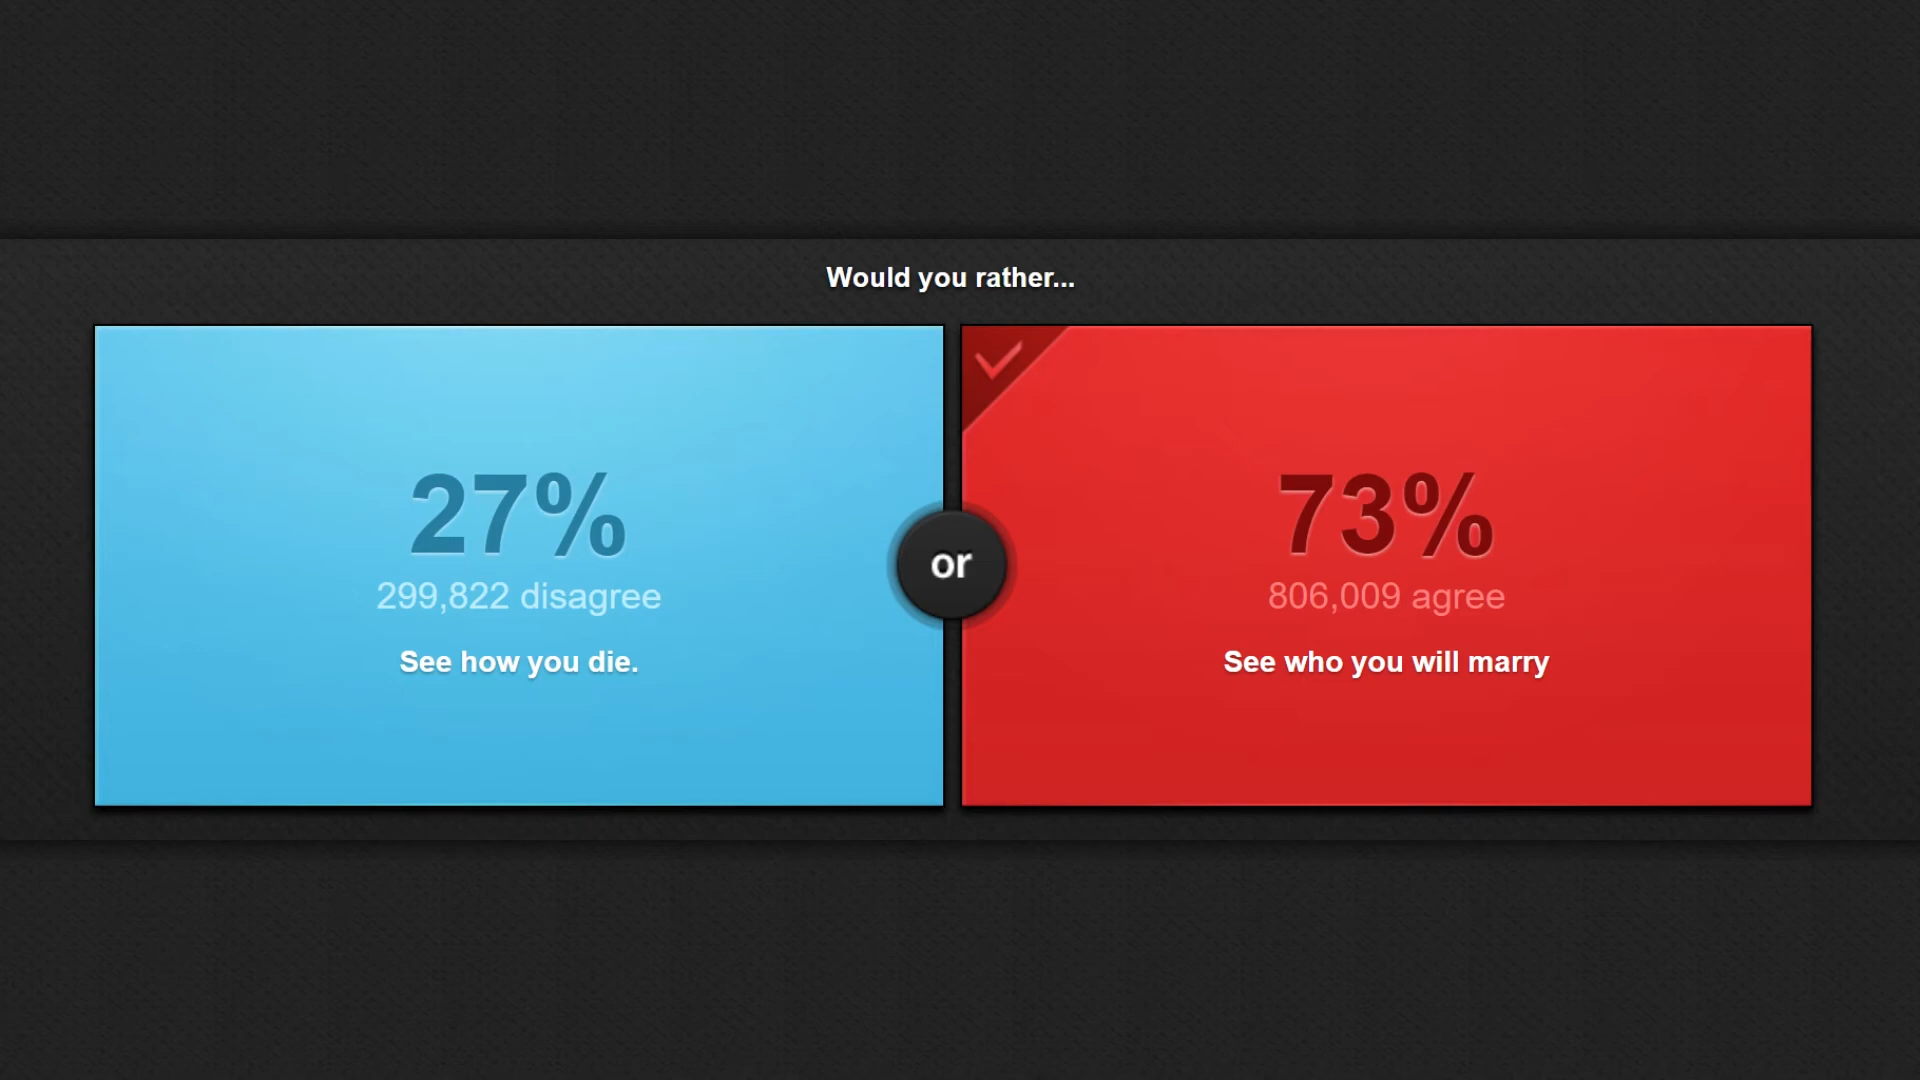 Would you rather...
27%
299,822 disagree
See how you die.
or
73%
806,009 agree
See who you will marry